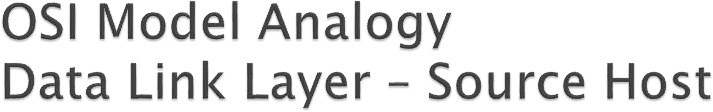 OSI Model Analogy
Data Link Layer – Source Host